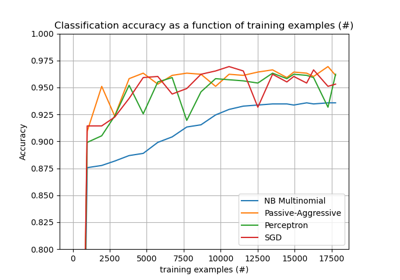 Classification accuracy as a function of training examples (#)
1.000
0.975
0.950
0.925
0.900
0.875
0.850
0.825
0.800
Accuracy
NB Multinomial
Passive-Aggressive
Perceptron
SGD
0 2500 5000 7500 10000 12500 15000 17500
training examples (#)